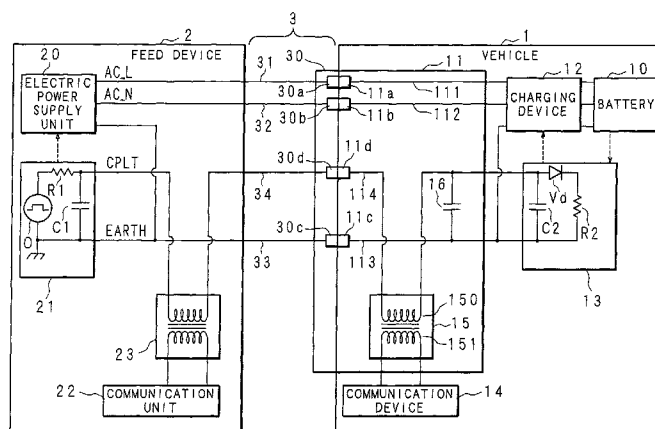 3
2
FEED DEVICE
1
VEHICLE
20
ELECTRIC
POWER
SUPPLY
UNIT
AC_L
AC_N
31
32
30
30a
30b
11
11a
11b
111
112
12
CHARGING
DEVICE
10
BATTERY
CPLT
R1
C1
O
EARTH
21
30d
11d
34
114
30c
11c
33
113
16
Vd
C2
R2
13
23
150
15
151
22
COMMUNICATION
UNIT
COMMUNICATION
DEVICE
14